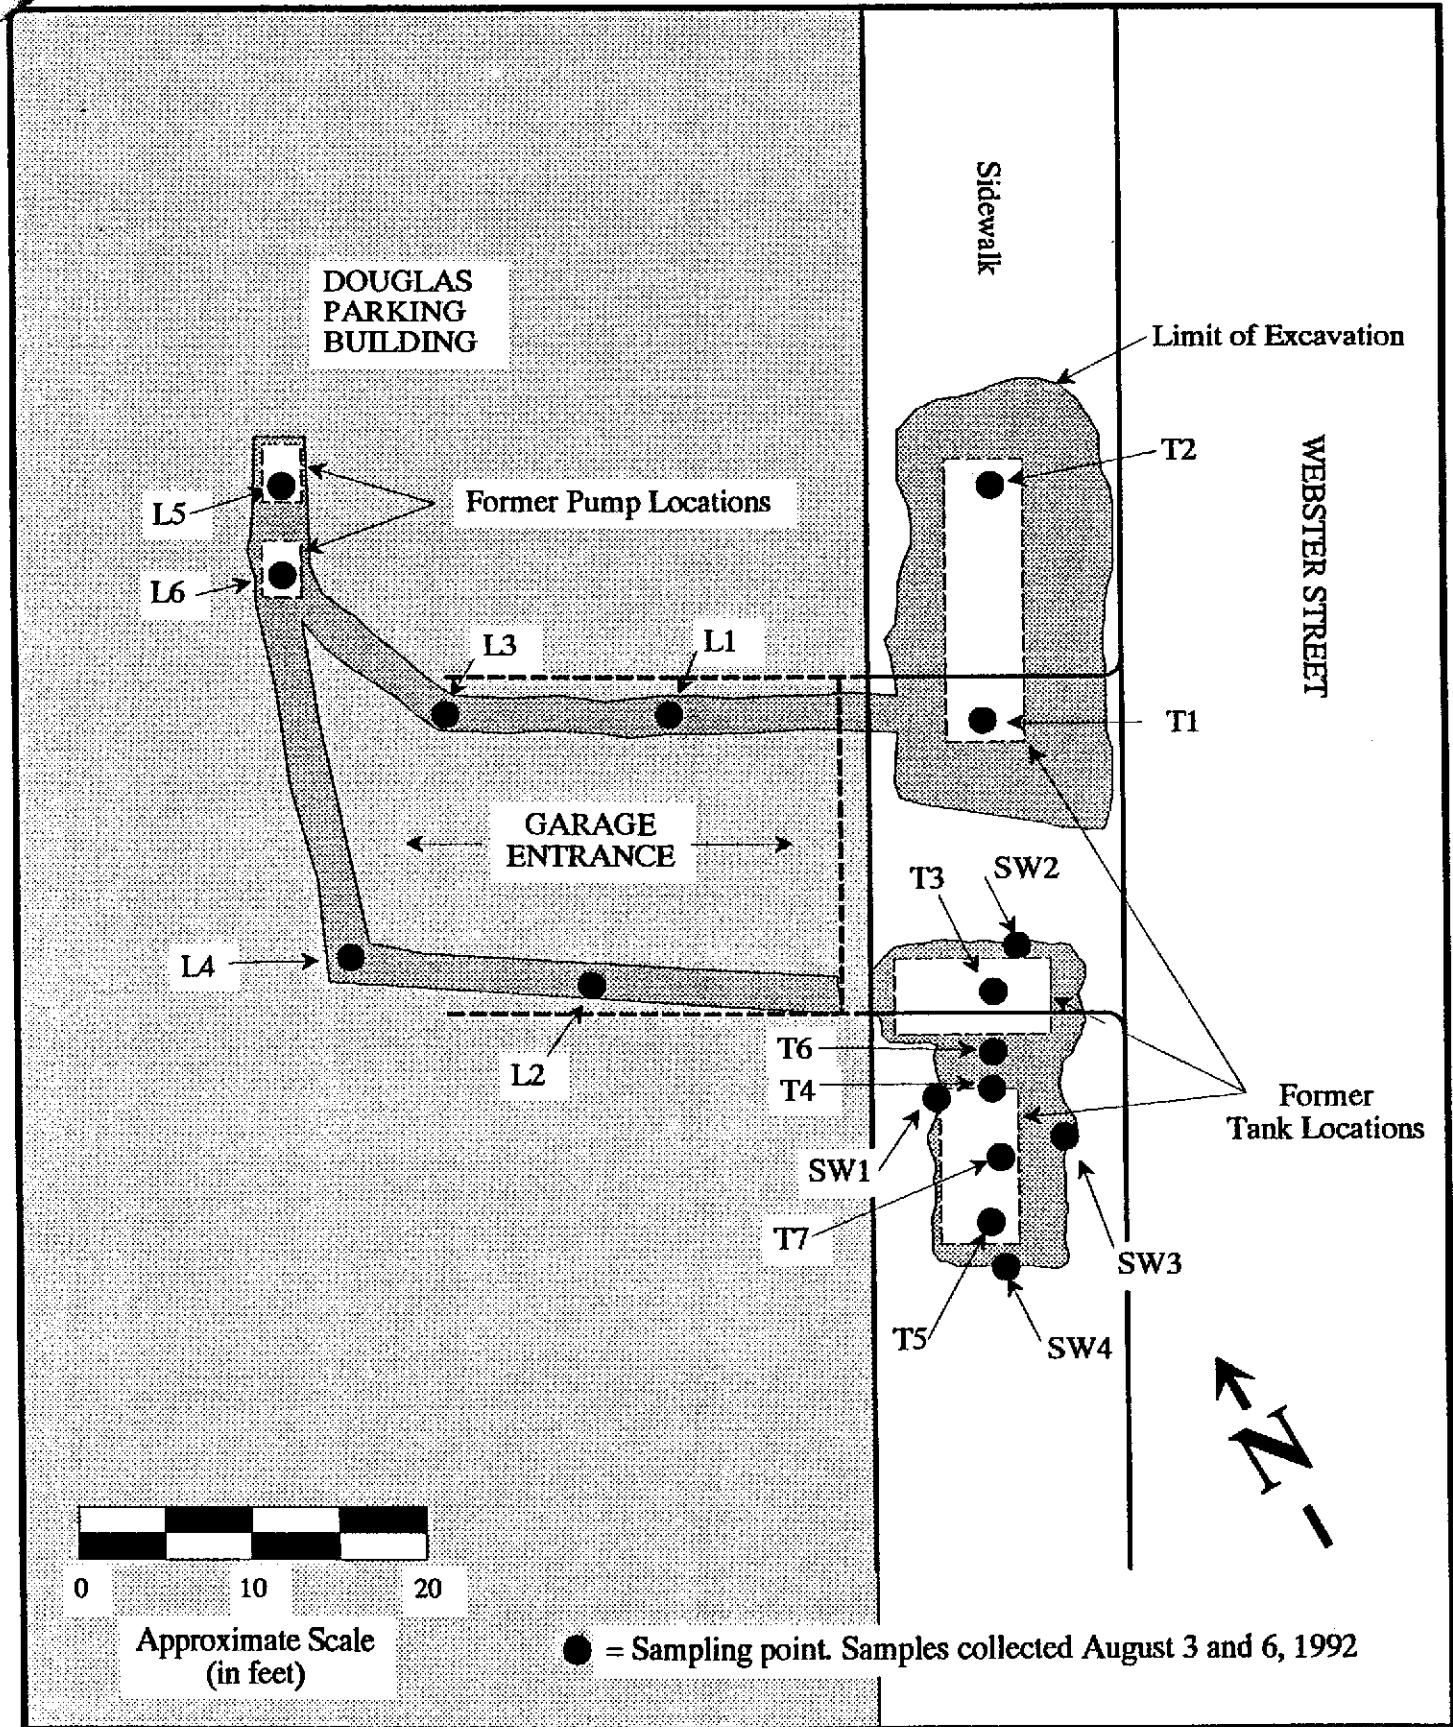 Sidewalk
DOUGLAS
PARKING
BUILDING
Limit of Excavation
T2
WEBSTER STREET
Former Pump Locations
L5
L6
L3
L1
T1
GARAGE
ENTRANCE
T3
SW2
L4
L2
T6
T4
Former
Tank Locations
SW1
T7
SW3
T5
SW4
N
0 10 20
Approximate Scale
(in feet)
= Sampling point. Samples collected August 3 and 6, 1992